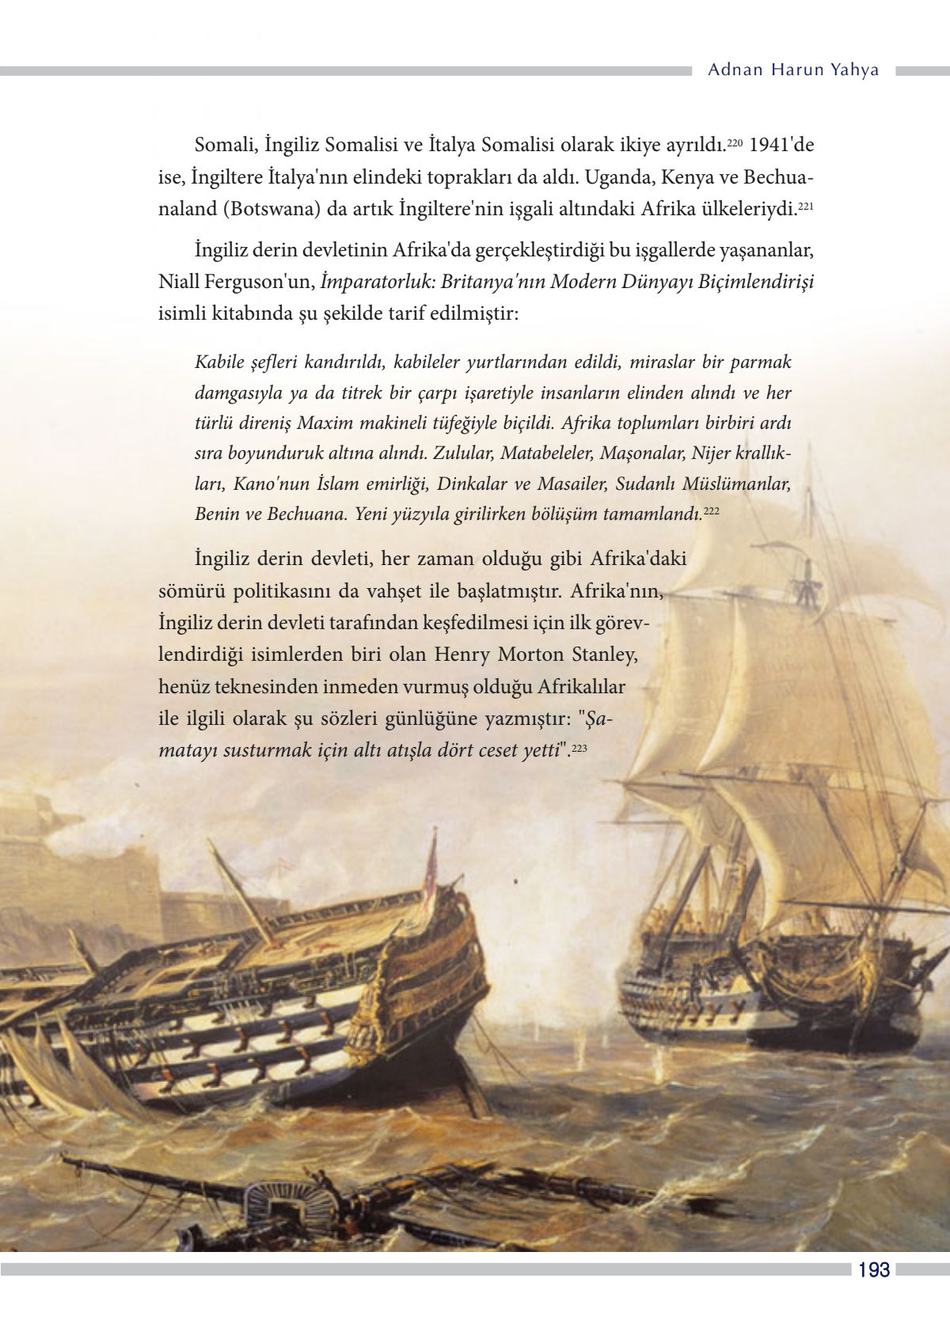 Adnan Harun Yahya
Somali, İngiliz Somalisi ve İtalya Somalisi olarak ikiye ayrıldı.220 1941'de
ise, İngiltere İtalya'nın elindeki toprakları da aldı. Uganda, Kenya ve Bechua-
naland (Botswana) da artık İngiltere'nin işgali altındaki Afrika ülkeleriydi.221
İngiliz derin devletinin Afrika'da gerçekleştirdiği bu işgallerde yaşananlar,
Niall Ferguson'un, İmparatorluk: Britanya'nın Modern Dünyayı Biçimlendirişi
isimli kitabında şu şekilde tarif edilmiştir:
Kabile şefleri kandırıldı, kabileler yurtlarından edildi, miraslar bir parmak
damgasıyla ya da titrek bir çarpı işaretiyle insanların elinden alındı ve her
türlü direniş Maxim makineli tüfeğiyle biçildi. Afrika toplumları birbiri ardı
sıra boyunduruk altına alındı. Zulular, Matabeleler, Maşonalar, Nijer krallık-
ları, Kano'nun İslam emirliği, Dinkalar ve Masailer, Sudanlı Müslümanlar,
Benin ve Bechuana. Yeni yüzyıla girilirken bölüşüm tamamlandı.222
İngiliz derin devleti, her zaman olduğu gibi Afrika'daki
sömürü politikasını da vahşet ile başlatmıştır. Afrika'nın,
İngiliz derin devleti tarafından keşfedilmesi için ilk görev-
lendirdiği isimlerden biri olan Henry Morton Stanley,
henüz teknesinden inmeden vurmuş olduğu Afrikalılar
ile ilgili olarak şu sözleri günlüğüne yazmıştır: "Şa-
matayı susturmak için altı atışla dört ceset yetti".223
193